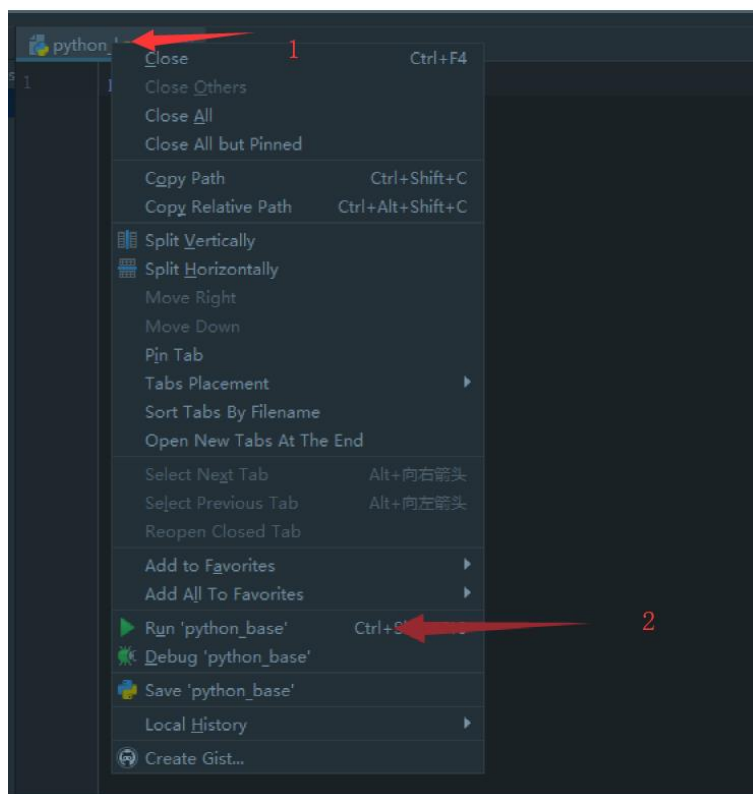 python_
1
1
Close Ctrl+F4
Close Others
Close All
Close All but Pinned
Copy Path Ctrl+Shift+C
Copy Relative Path Ctrl+Alt+Shift+C
Split Vertically
Split Horizontally
Move Right
Move Down
Pin Tab
Tabs Placement
Sort Tabs By Filename
Open New Tabs At The End
Select Next Tab Alt+向右箭头
Select Previous Tab Alt+向左箭头
Reopen Closed Tab
Add to Favorites
Add All To Favorites
Run 'python_base'
2
Debug 'python_base'
Save 'python_base'
Local History
Create Gist...